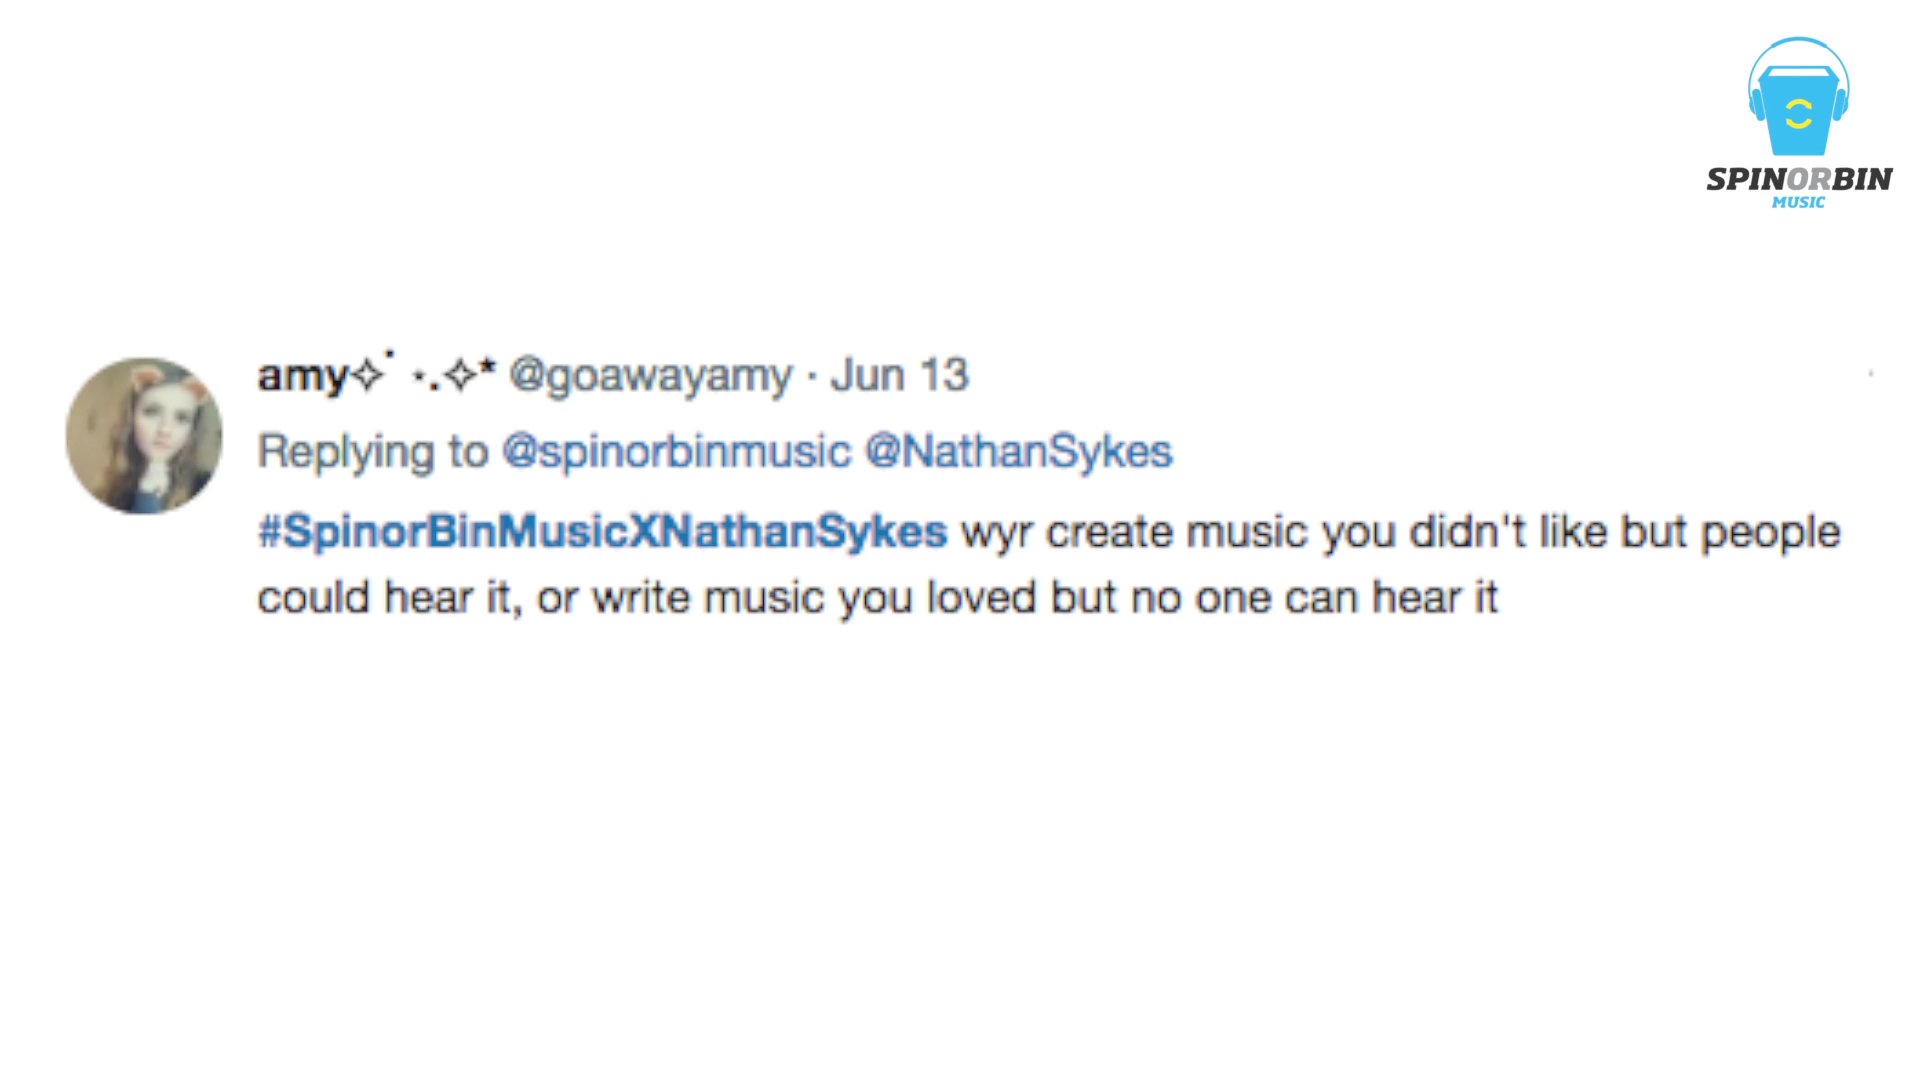 SPINORBIN
MUSIC
amy✧˙ ·.✧* @goawayamy · Jun 13
Replying to @spinorbinmusic @NathanSykes
#SpinorBinMusicXNathanSykes wyr create music you didn't like but people
could hear it, or write music you loved but no one can hear it